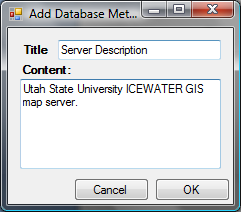 Add Database Met...
Title Server Description
Content:
Utah State University ICEWATER GIS
map server.
Cancel OK